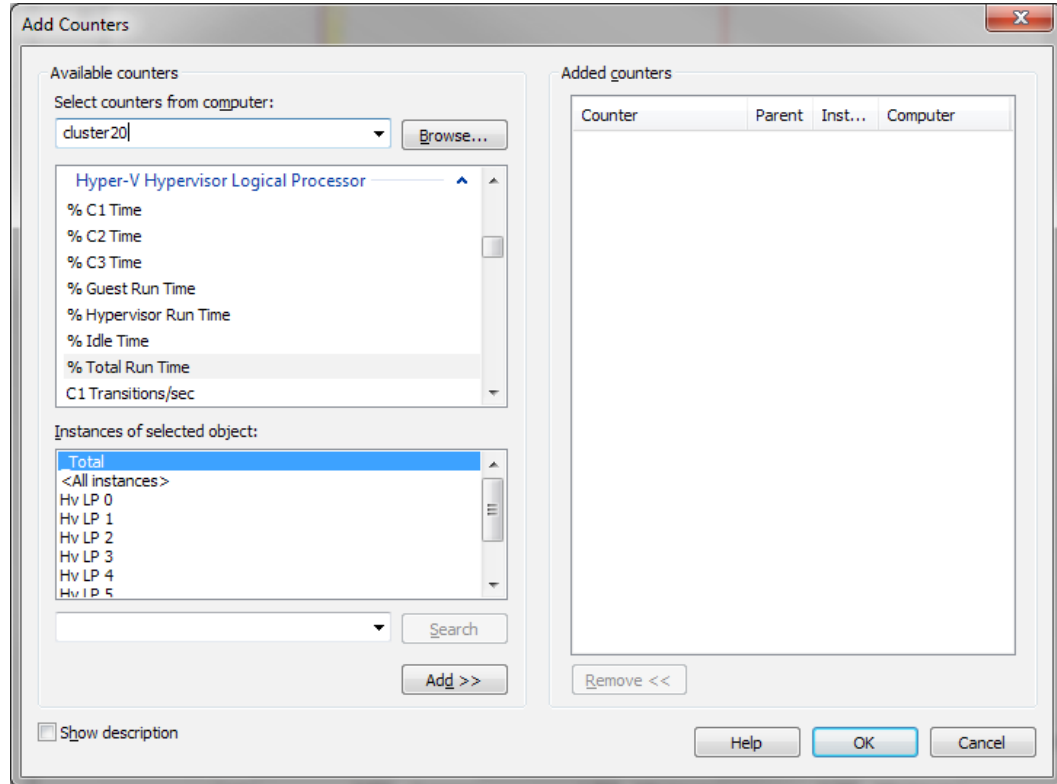 Add Counters
Available counters
Select counters from computer:
cluster20
Browse...
Hyper-V Hypervisor Logical Processor
% C1 Time
% C2 Time
% C3 Time
% Guest Run Time
% Hypervisor Run Time
% Idle Time
% Total Run Time
C1 Transitions/sec
Instances of selected object:
_Total
<All instances>
Hv LP 0
Hv LP 1
Hv LP 2
Hv LP 3
Hv LP 4
Hv LP 5
Search
Add >>
Show description
Added counters
Counter Parent Inst... Computer
Remove <<
Help OK Cancel